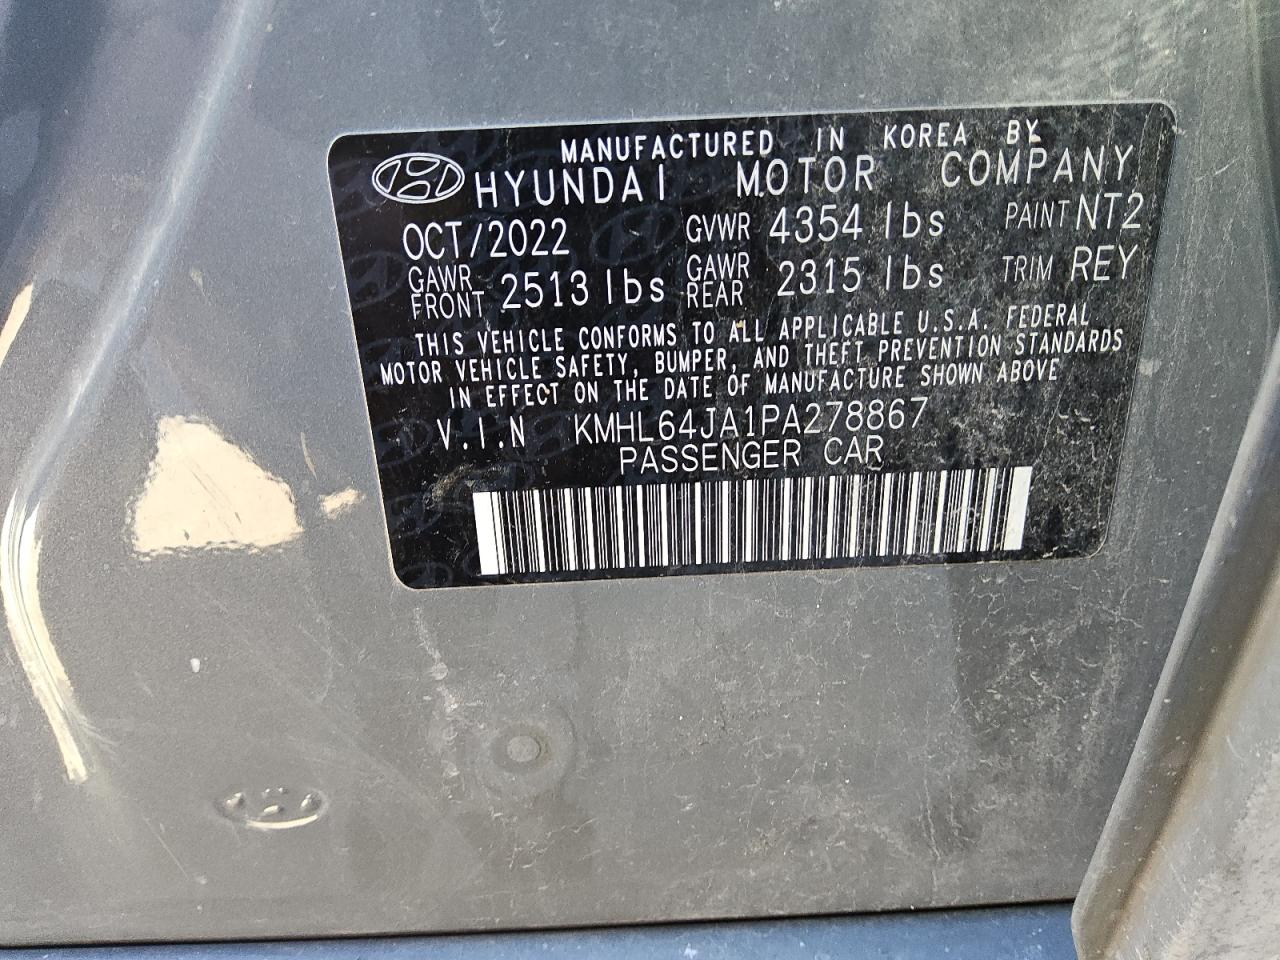 MANUFACTURED IN KOREA BY
HYUNDAI MOTOR COMPANY
OCT/2022 GVWR 4354 lbs PAINT NT2
GAWR FRONT 2513 lbs GAWR REAR 2315 lbs TRIM REY
THIS VEHICLE CONFORMS TO ALL APPLICABLE U.S.A. FEDERAL
MOTOR VEHICLE SAFETY, BUMPER, AND THEFT PREVENTION STANDARDS
IN EFFECT ON THE DATE OF MANUFACTURE SHOWN ABOVE
V.I.N KMHL64JA1PA278867
PASSENGER CAR